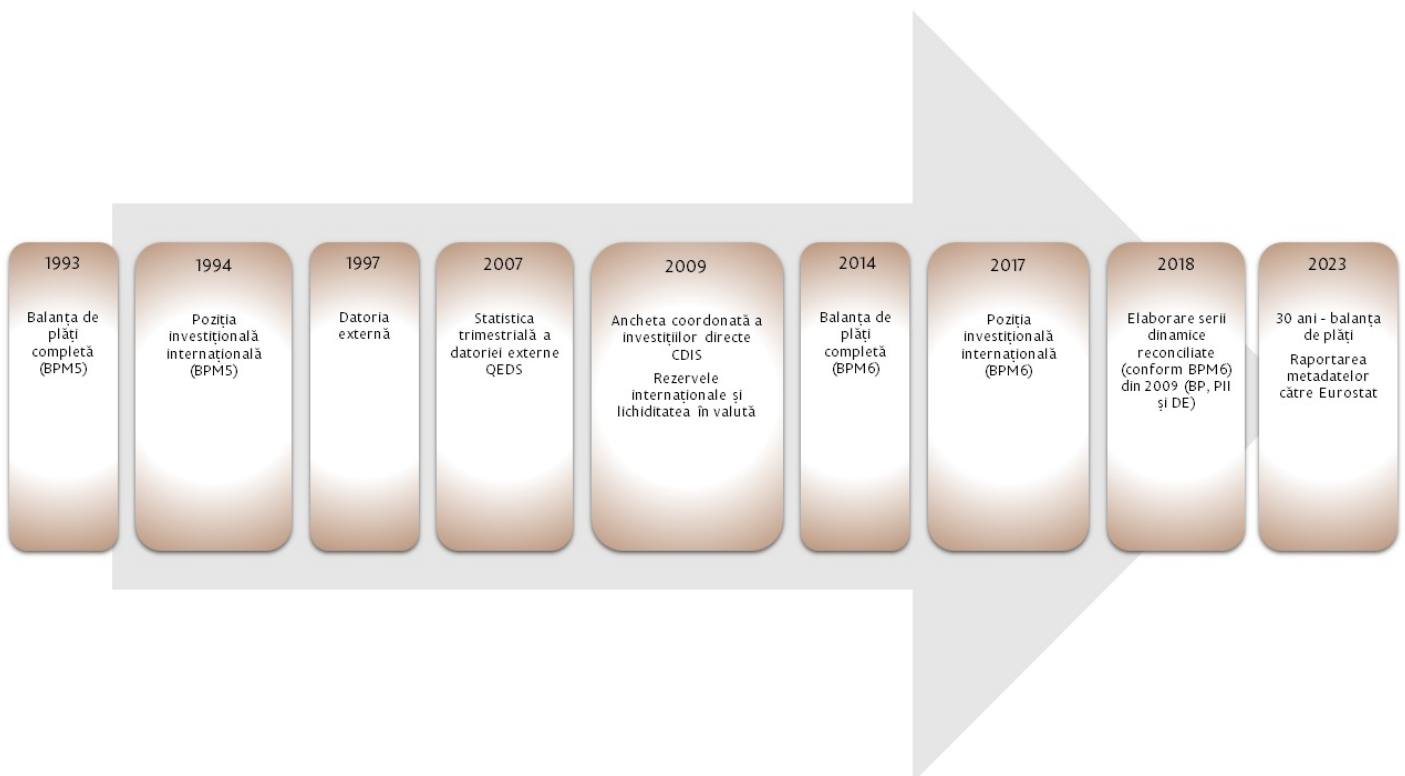 1993
Balanța de
plăți
completă
(BPM5)
1994
Poziția
investițională
internațională
(BPM5)
1997
Datoria
externă
2007
Statistica
trimestrială a
datoriei externe
QEDS
2009
Ancheta coordonată a
investițiilor directe
CDIS
Rezervele
internaționale și
lichiditatea în valută
2014
Balanța de
plăți
completă
(BPM6)
2017
Poziția
investițională
internațională
(BPM6)
2018
Elaborare serii
dinamice
reconciliate
(conform BPM6)
din 2009 (BP, PII
și DE)
2023
30 ani - balanța
de plăți
Raportarea
metadatelor
către Eurostat